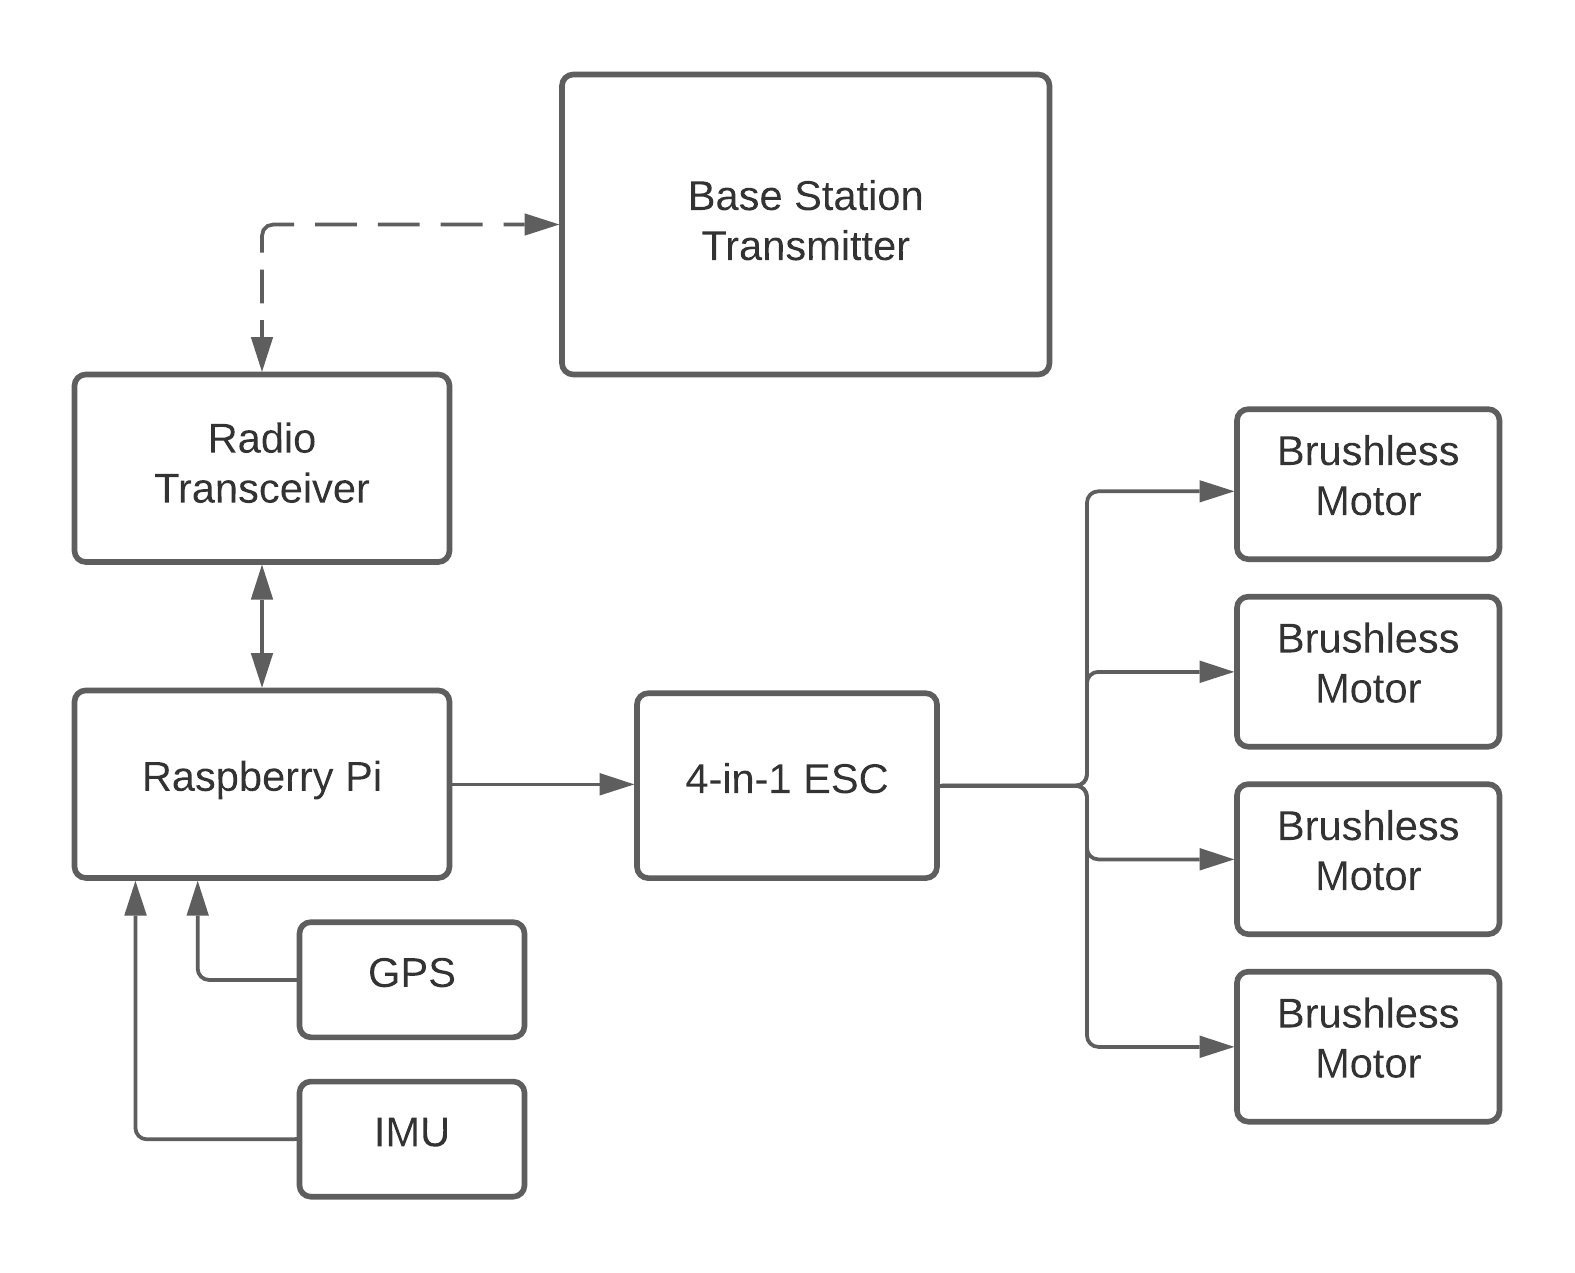 Base Station
Transmitter
Radio
Transceiver
Brushless
Motor
Brushless
Motor
Raspberry Pi
4-in-1 ESC
Brushless
Motor
GPS
Brushless
Motor
IMU